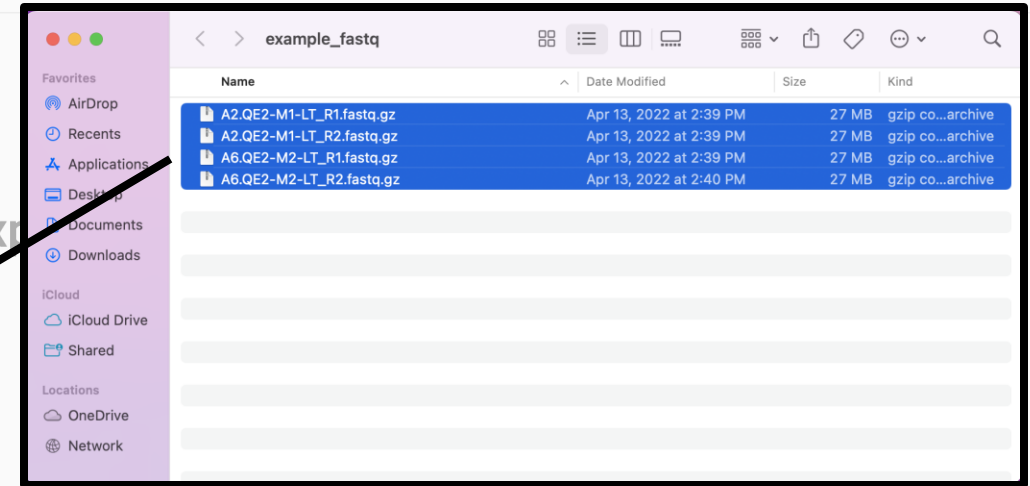 example_fastq
Favorites
AirDrop
Recents
Applications
Desktop
Documents
Downloads
iCloud
iCloud Drive
Shared
Locations
OneDrive
Network
Name Date Modified Size Kind
A2.QE2-M1-LT_R1.fastq.gz Apr 13, 2022 at 2:39 PM 27 MB gzip co...archive
A2.QE2-M1-LT_R2.fastq.gz Apr 13, 2022 at 2:39 PM 27 MB gzip co...archive
A6.QE2-M2-LT_R1.fastq.gz Apr 13, 2022 at 2:39 PM 27 MB gzip co...archive
A6.QE2-M2-LT_R2.fastq.gz Apr 13, 2022 at 2:40 PM 27 MB gzip co...archive